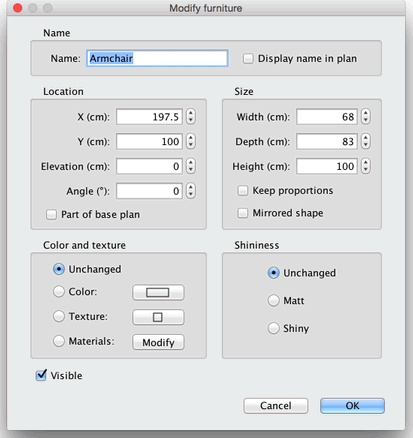 Modify furniture
Name
Name: Armchair Display name in plan
Location
X (cm): 197.5
Y (cm): 100
Elevation (cm): 0
Angle (°): 0
Part of base plan
Size
Width (cm): 68
Depth (cm): 83
Height (cm): 100
Keep proportions
Mirrored shape
Color and texture
Unchanged
Color:
Texture:
Materials: Modify
Shininess
Unchanged
Matt
Shiny
Visible
Cancel OK